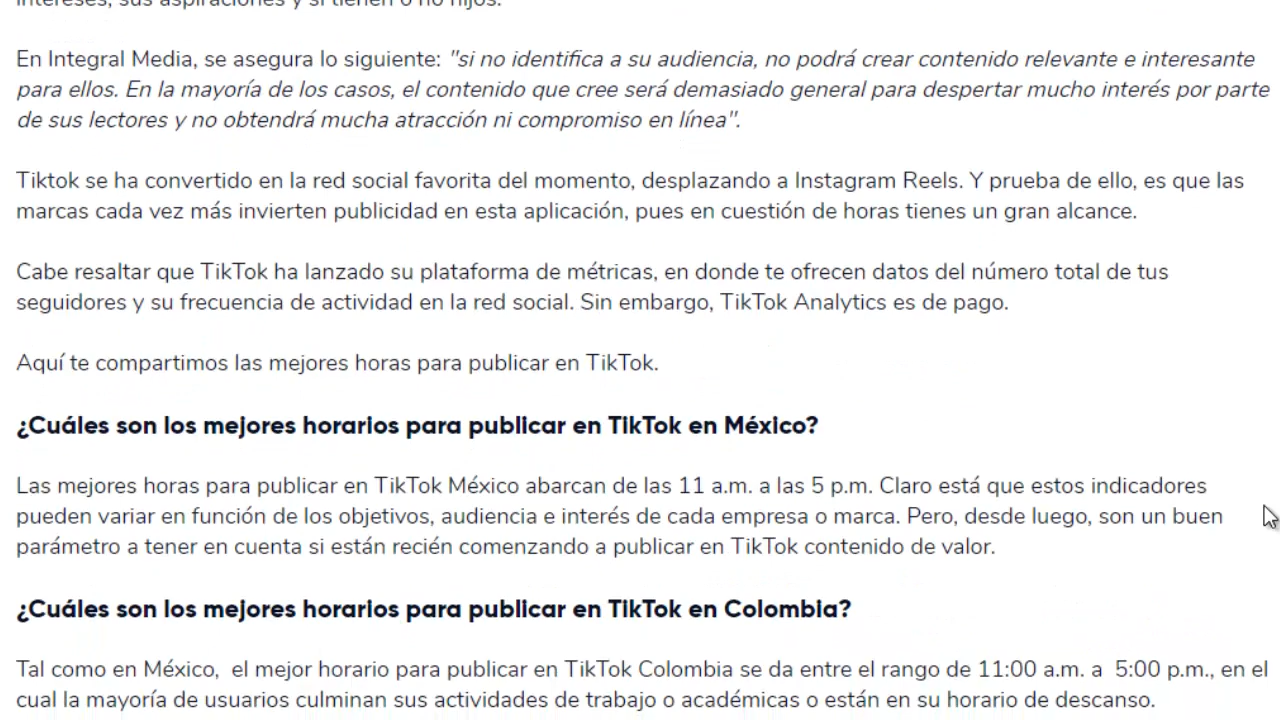 intereses, sus aspiraciones y si tienen o no hijos.
En Integral Media, se asegura lo siguiente: "si no identifica a su audiencia, no podrá crear contenido relevante e interesante
para ellos. En la mayoría de los casos, el contenido que cree será demasiado general para despertar mucho interés por parte
de sus lectores y no obtendrá mucha atracción ni compromiso en línea".
Tiktok se ha convertido en la red social favorita del momento, desplazando a Instagram Reels. Y prueba de ello, es que las
marcas cada vez más invierten publicidad en esta aplicación, pues en cuestión de horas tienes un gran alcance.
Cabe resaltar que TikTok ha lanzado su plataforma de métricas, en donde te ofrecen datos del número total de tus
seguidores y su frecuencia de actividad en la red social. Sin embargo, TikTok Analytics es de pago.
Aquí te compartimos las mejores horas para publicar en TikTok.
¿Cuáles son los mejores horarios para publicar en TikTok en México?
Las mejores horas para publicar en TikTok México abarcan de las 11 a.m. a las 5 p.m. Claro está que estos indicadores
pueden variar en función de los objetivos, audiencia e interés de cada empresa o marca. Pero, desde luego, son un buen
parámetro a tener en cuenta si están recién comenzando a publicar en TikTok contenido de valor.
¿Cuáles son los mejores horarios para publicar en TikTok en Colombia?
Tal como en México,  el mejor horario para publicar en TikTok Colombia se da entre el rango de 11:00 a.m. a  5:00 p.m., en el
cual la mayoría de usuarios culminan sus actividades de trabajo o académicas o están en su horario de descanso.